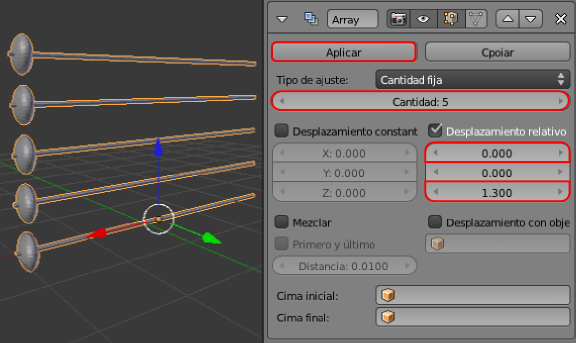 Array
Aplicar Cpoiar
Tipo de ajuste: Cantidad fija
Cantidad: 5
Desplazamiento constant Desplazamiento relativo
X: 0.000 0.000
Y: 0.000 0.000
Z: 0.000 1.300
Mezclar Desplazamiento con obje
Primero y último
Distancia: 0.0100
Cima inicial:
Cima final: